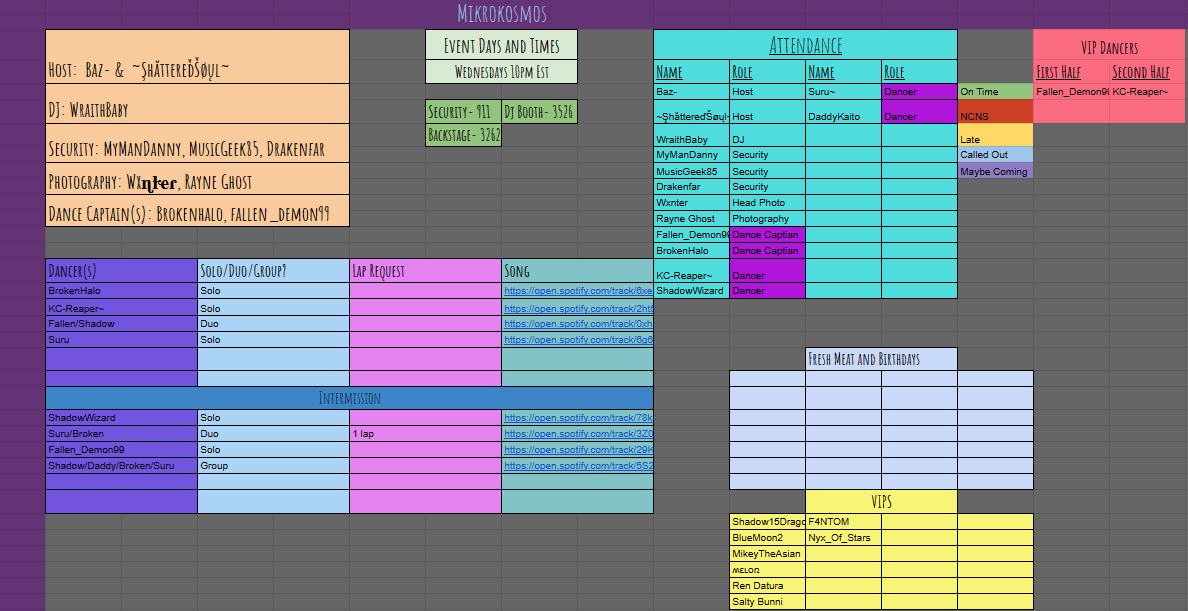 Mikrokosmos
Host: Baz- & ~ȘhătteređŠøųl~
DJ: WraithBaby
Security: MyManDanny, MusicGeek85, Drakenfar
Photography: Wxηƚҽɾ, Rayne Ghost
Dance Captain(s): Brokenhalo, fallen_demon99
Event Days and Times
Wednesdays 10pm Est
Security- 911 DJ Booth- 3526
Backstage- 3262
Attendance
Name Role Name Role
Baz- Host Suru~ Dancer
~ȘhătteređŠøųl~ Host DaddyKaito Dancer
WraithBaby DJ
MyManDanny Security
MusicGeek85 Security
Drakenfar Security
Wxnter Head Photo
Rayne Ghost Photography
Fallen_Demon99 Dance Captian
BrokenHalo Dance Captian
KC-Reaper~ Dancer
ShadowWizard Dancer
On Time
NCNS
Late
Called Out
Maybe Coming
VIP Dancers
First Half Second Half
Fallen_Demon9 KC-Reaper~
Dancer(s) Solo/Duo/Group? Lap Request Song
BrokenHalo Solo https://open.spotify.com/track/6xe
KC-Reaper~ Solo https://open.spotify.com/track/2ht5
Fallen/Shadow Duo https://open.spotify.com/track/0xh
Suru Solo https://open.spotify.com/track/6g6
Intermission
ShadowWizard Solo https://open.spotify.com/track/78k
Suru/Broken Duo 1 lap https://open.spotify.com/track/3Z0
Fallen_Demon99 Solo https://open.spotify.com/track/29K
Shadow/Daddy/Broken/Suru Group https://open.spotify.com/track/5S2
Fresh Meat and Birthdays
VIPS
Shadow15Drago F4NTOM
BlueMoon2 Nyx_Of_Stars
MikeyTheAsian
ʍᴇʟoռ
Ren Datura
Salty Bunni